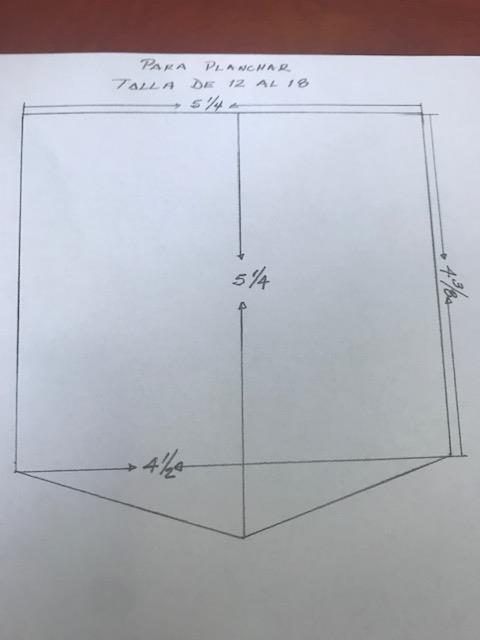 PARA PLANCHAR
TALLA DE 12 AL 18
5 1/4
5 1/4
4 3/8
4 1/2